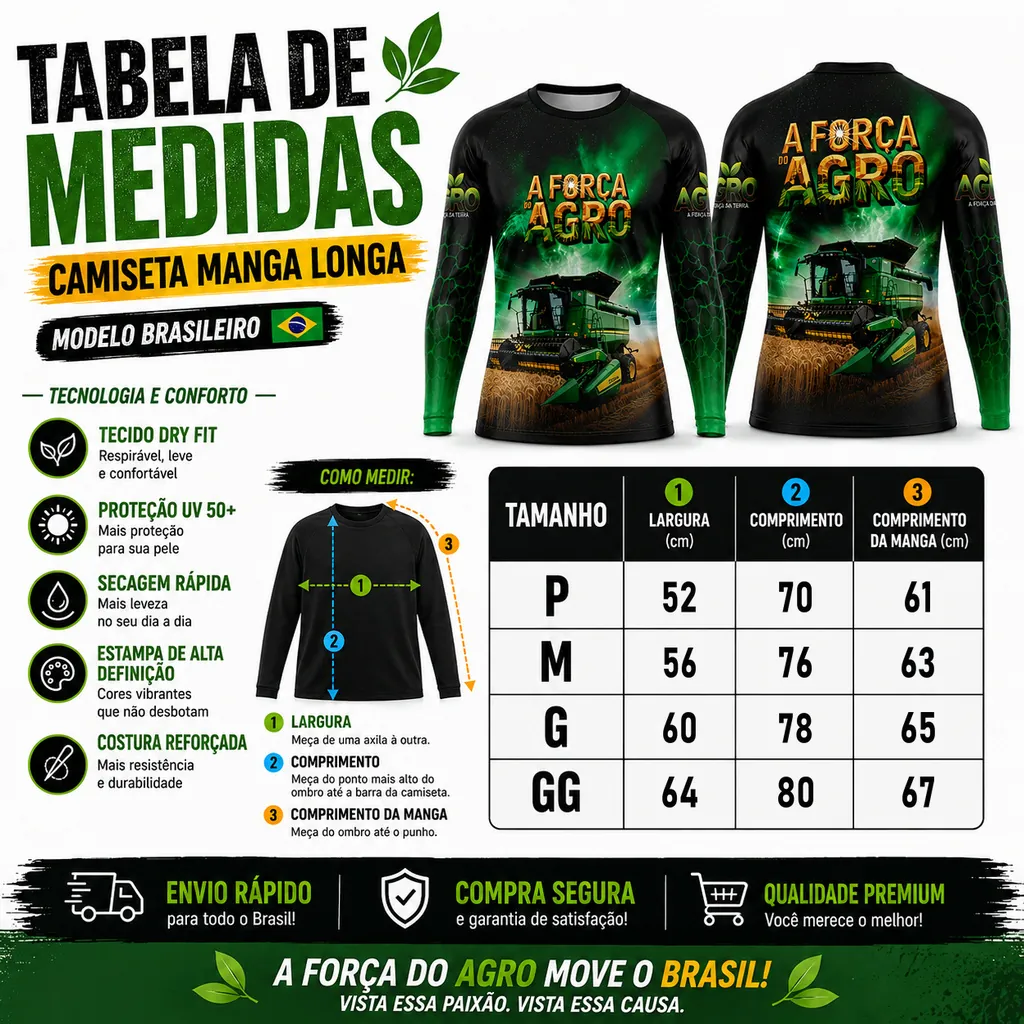 TABELA DE
MEDIDAS
CAMISETA MANGA LONGA
MODELO BRASILEIRO
A FORÇA
DO
AGRO
AGRO
A FORÇA
DO
AGRO
AGRO
TECNOLOGIA E CONFORTO
TECIDO DRY FIT
Respirável, leve
e confortável
PROTEÇÃO UV 50+
Mais proteção
para sua pele
SECAGEM RÁPIDA
Mais leveza
no seu dia a dia
ESTAMPA DE ALTA
DEFINIÇÃO
Cores vibrantes
que não desbotam
COSTURA REFORÇADA
Mais resistência
e durabilidade
COMO MEDIR:
1
2
3
1 LARGURA
Meça de uma axila à outra.
2 COMPRIMENTO
Meça do ponto mais alto do
ombro até a barra da camiseta.
3 COMPRIMENTO DA MANGA
Meça do ombro até o punho.
TAMANHO
1
LARGURA
(cm)
2
COMPRIMENTO
(cm)
3
COMPRIMENTO
DA MANGA (cm)
P 52 70 61
M 56 76 63
G 60 78 65
GG 64 80 67
ENVIO RÁPIDO
para todo o Brasil!
COMPRA SEGURA
e garantia de satisfação!
QUALIDADE PREMIUM
Você merece o melhor!
A FORÇA DO AGRO MOVE O BRASIL!
VISTA ESSA PAIXÃO. VISTA ESSA CAUSA.